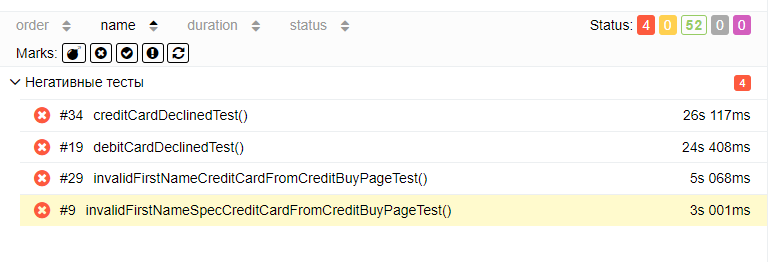 order name duration status Status: 4 0 52 0 0
Marks:
Негативные тесты 4
#34 creditCardDeclinedTest() 26s 117ms
#19 debitCardDeclinedTest() 24s 408ms
#29 invalidFirstNameCreditCardFromCreditBuyPageTest() 5s 068ms
#9 invalidFirstNameSpecCreditCardFromCreditBuyPageTest() 3s 001ms